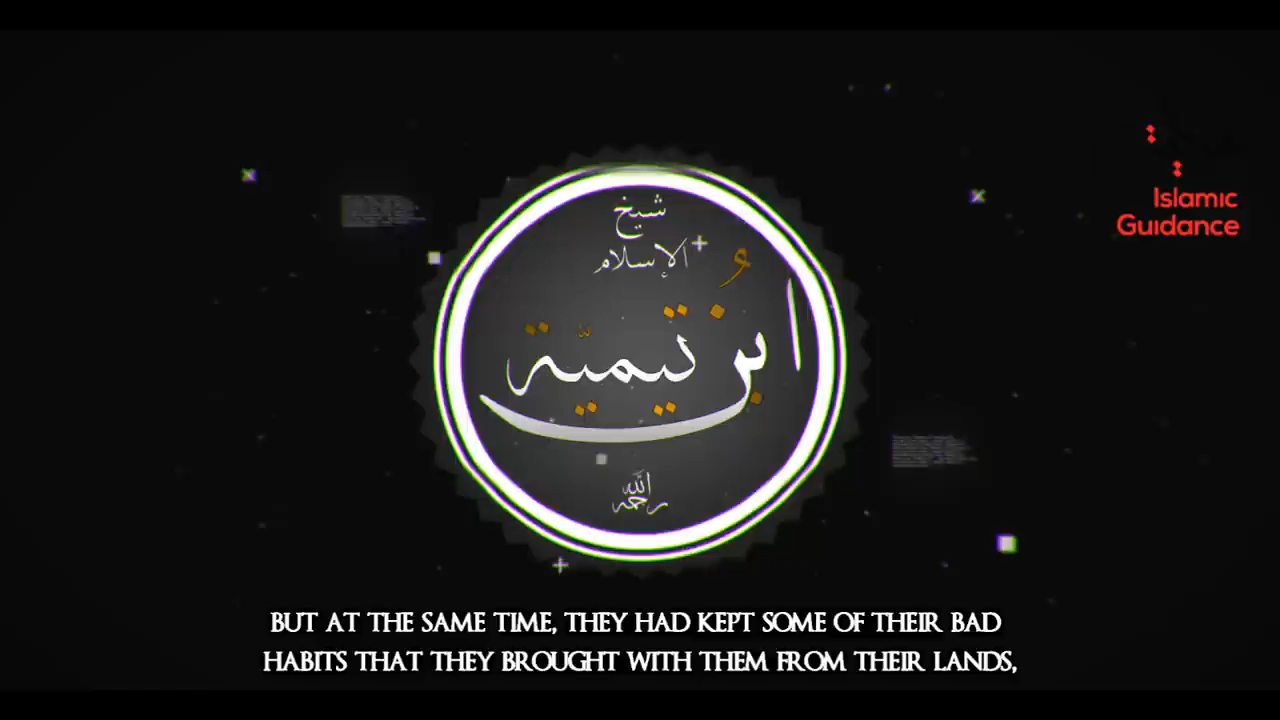 شيخ
الإسلام
ابنُ تيميّة
رحمه الله
Islamic
Guidance
BUT AT THE SAME TIME, THEY HAD KEPT SOME OF THEIR BAD
HABITS THAT THEY BROUGHT WITH THEM FROM THEIR LANDS,